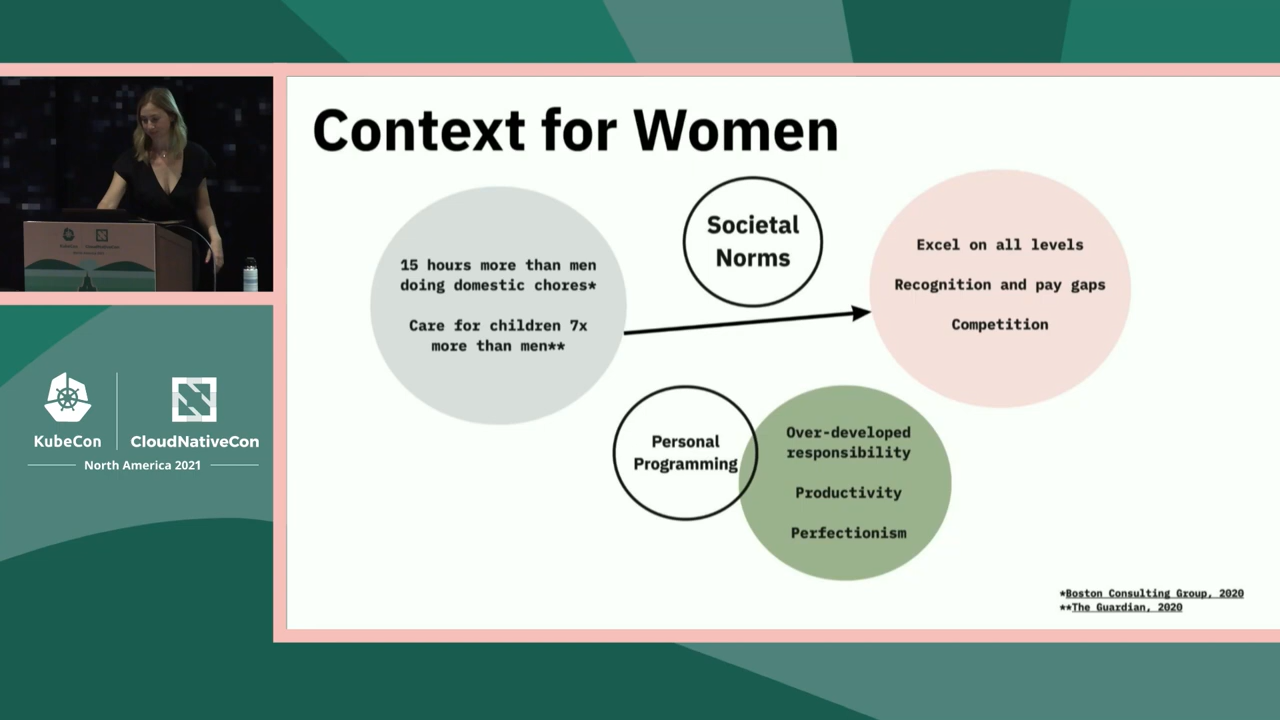 Context for Women
15 hours more than men
doing domestic chores*
Care for children 7x
more than men**
Societal
Norms
Excel on all levels
Recognition and pay gaps
Competition
Personal
Programming
Over-developed
responsibility
Productivity
Perfectionism
*Boston Consulting Group, 2020
**The Guardian, 2020
KubeCon
CloudNativeCon
North America 2021